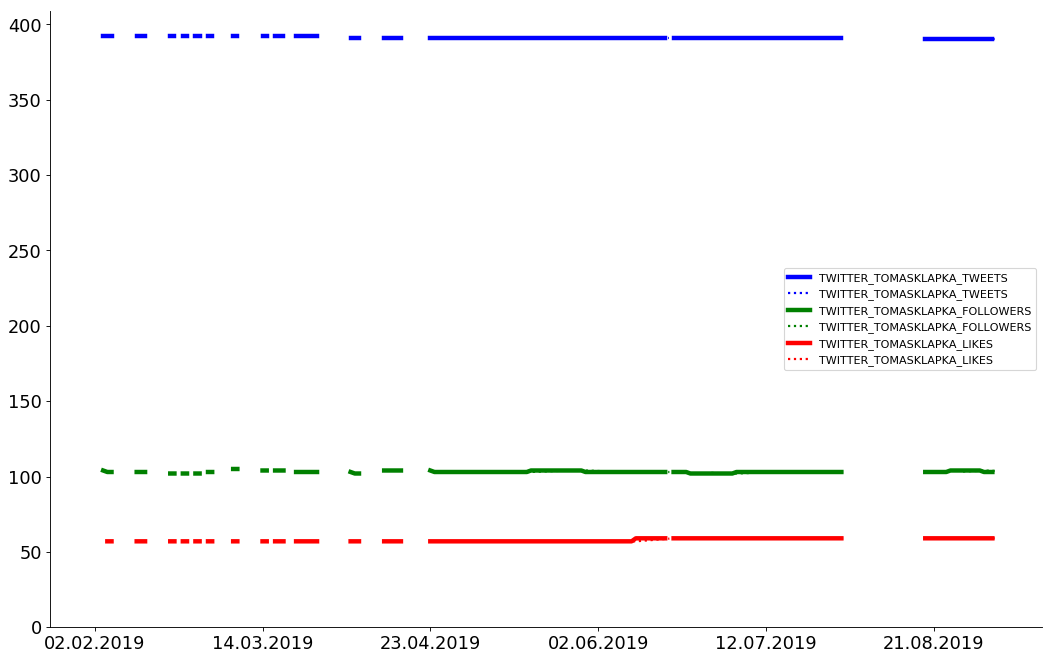 400
350
300
250
200
150
100
50
0
02.02.2019 14.03.2019 23.04.2019 02.06.2019 12.07.2019 21.08.2019
TWITTER_TOMASKLAPKA_TWEETS
TWITTER_TOMASKLAPKA_TWEETS
TWITTER_TOMASKLAPKA_FOLLOWERS
TWITTER_TOMASKLAPKA_FOLLOWERS
TWITTER_TOMASKLAPKA_LIKES
TWITTER_TOMASKLAPKA_LIKES